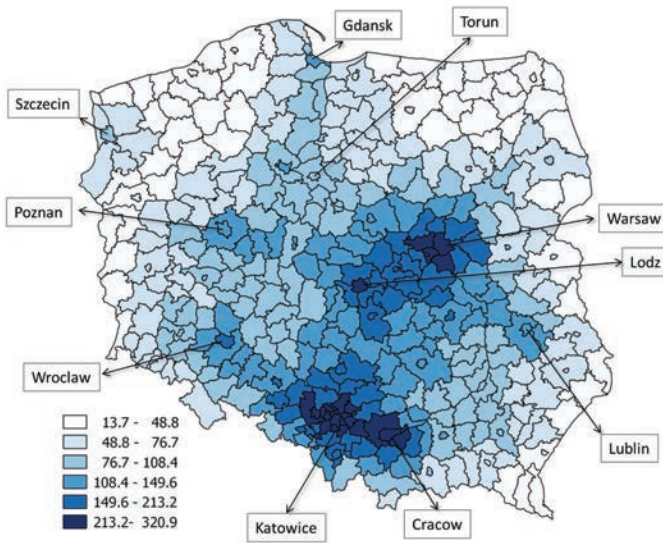 Gdansk
Torun
Szczecin
Poznan
Warsaw
Lodz
Wroclaw
Lublin
Katowice
Cracow
13.7 - 48.8
48.8 - 76.7
76.7 - 108.4
108.4 - 149.6
149.6 - 213.2
213.2- 320.9